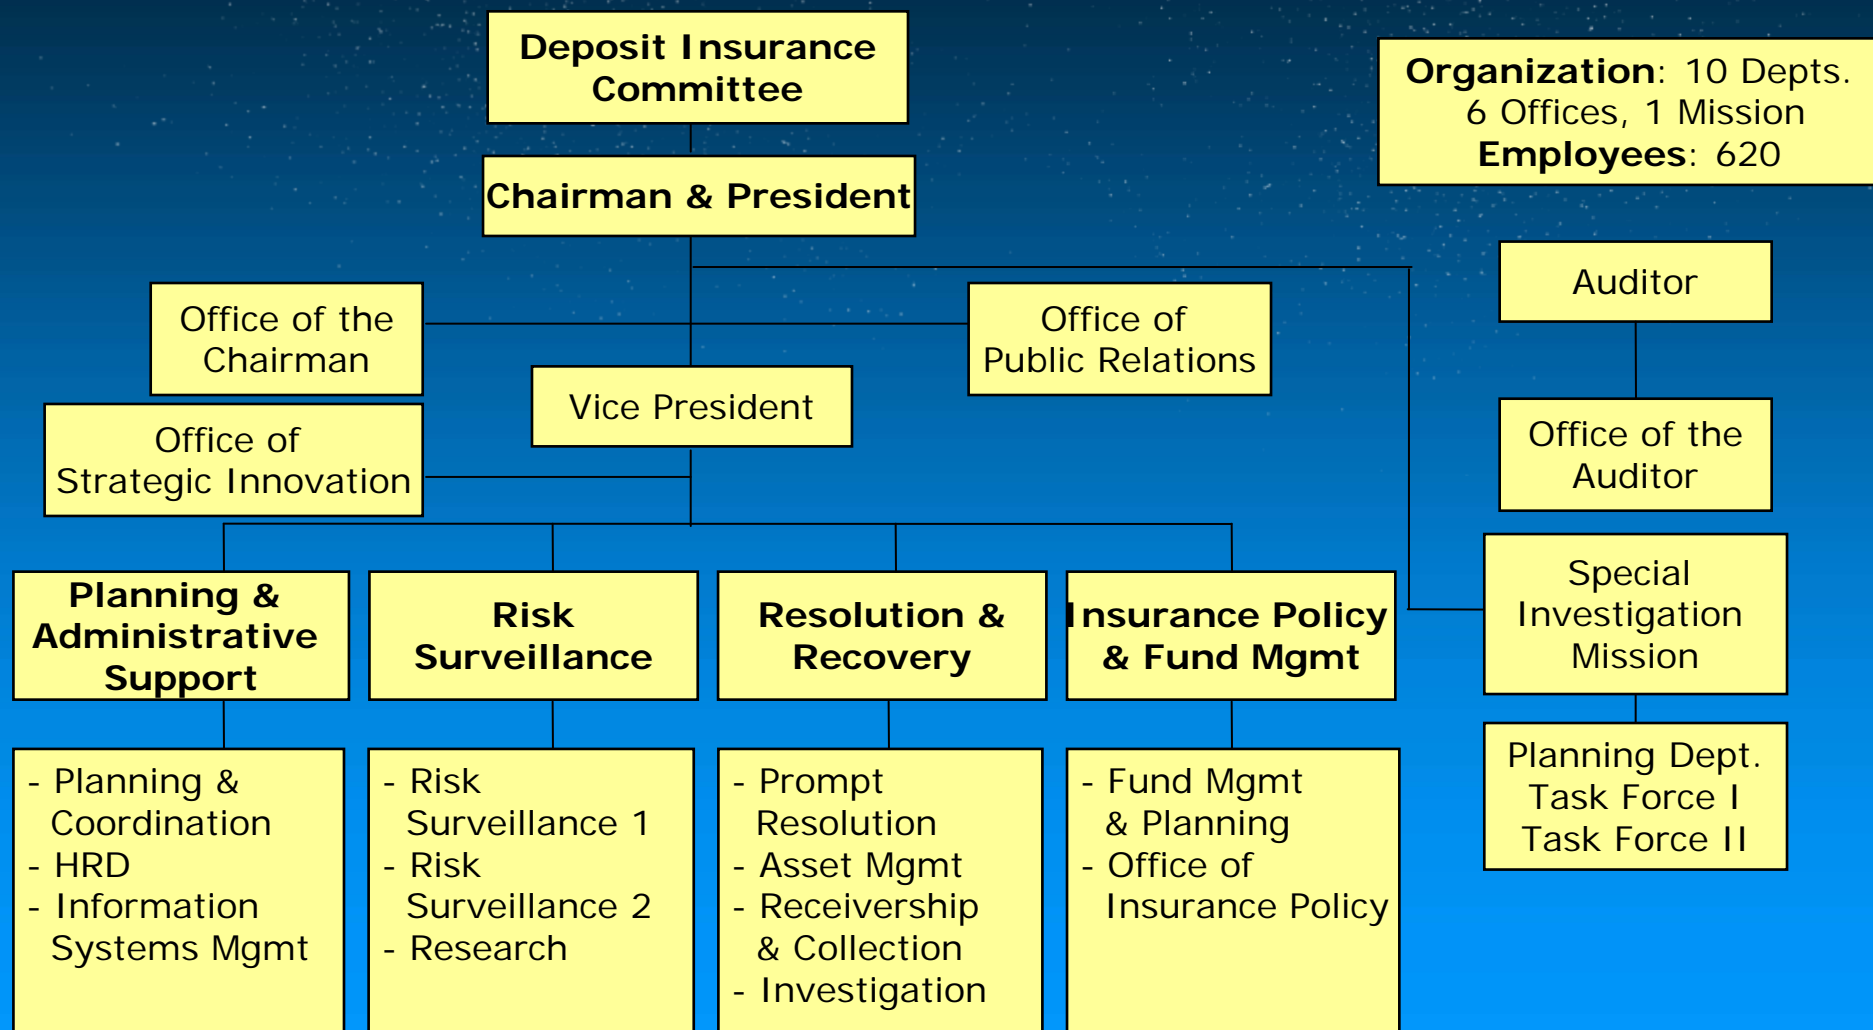 Deposit Insurance
Committee
Organization: 10 Depts.
6 Offices, 1 Mission
Employees: 620
Chairman & President
Auditor
Office of the
Chairman
Office of
Public Relations
Vice President
Office of
Strategic Innovation
Office of the
Auditor
Planning &
Administrative
Support
Risk
Surveillance
Resolution &
Recovery
Insurance Policy
& Fund Mgmt
Special
Investigation
Mission
- Planning &
Coordination
- HRD
- Information
Systems Mgmt
- Risk
Surveillance 1
- Risk
Surveillance 2
- Research
- Prompt
Resolution
- Asset Mgmt
- Receivership
& Collection
- Investigation
- Fund Mgmt
& Planning
- Office of
Insurance Policy
Planning Dept.
Task Force I
Task Force II